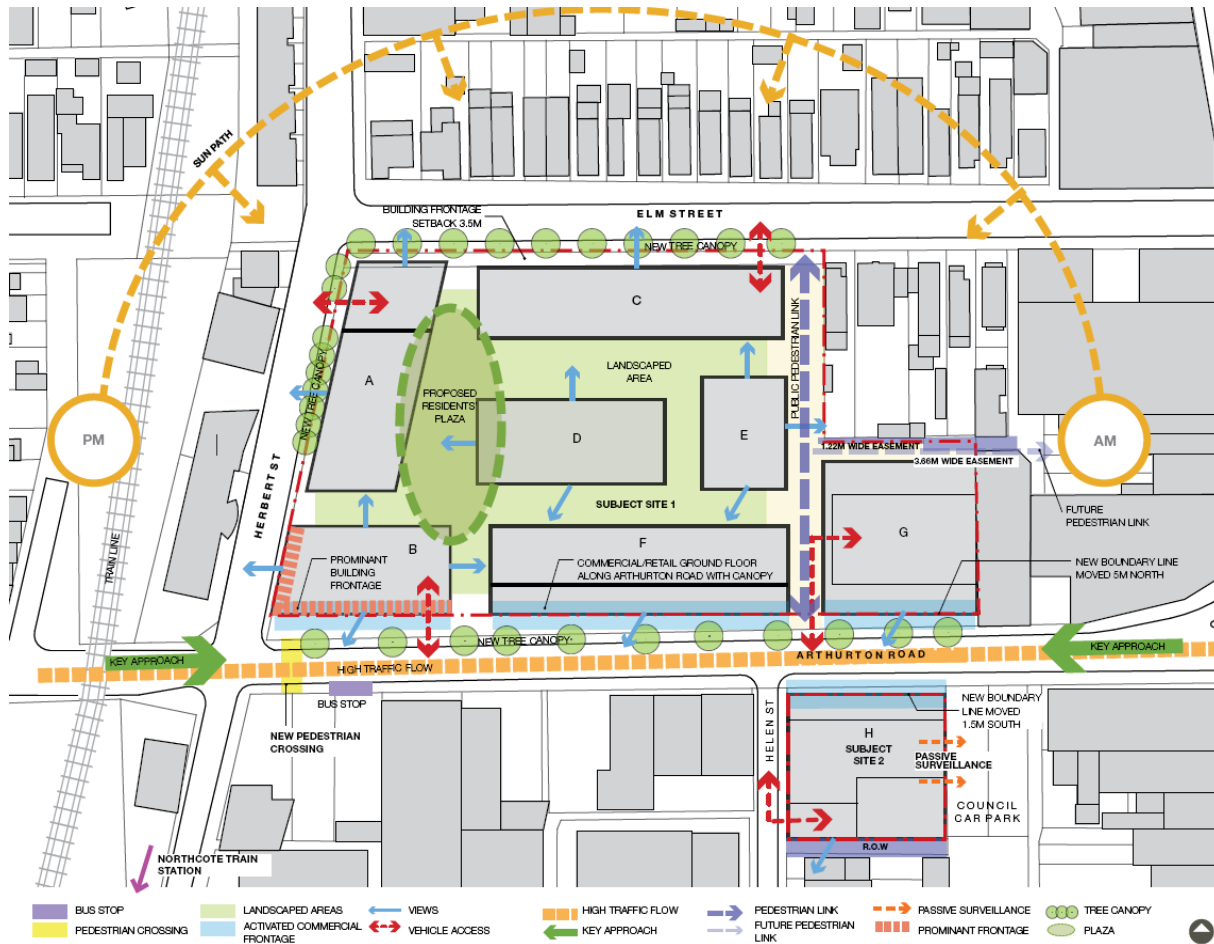 SUN PATH
BUILDING FRONTAGE
SETBACK 3.5M
ELM STREET
NEW TREE CANOPY
C
LANDSCAPED
AREA
PUBLIC PEDESTRIAN LINK
A
NEW TREE CANOPY
PROPOSED
RESIDENTS'
PLAZA
D
E
PM
AM
1.22M WIDE EASEMENT
3.66M WIDE EASEMENT
HERBERT ST
SUBJECT SITE 1
FUTURE
PEDESTRIAN LINK
TRAIN LINE
B
PROMINANT
BUILDING
FRONTAGE
F
COMMERCIAL/RETAIL GROUND FLOOR
ALONG ARTHURTON ROAD WITH CANOPY
G
NEW BOUNDARY LINE
MOVED 5M NORTH
NEW TREE CANOPY
ARTHURTON ROAD
KEY APPROACH
HIGH TRAFFIC FLOW
KEY APPROACH
BUS STOP
NEW PEDESTRIAN
CROSSING
HELEN ST
NEW BOUNDARY
LINE MOVED
1.5M SOUTH
H
SUBJECT
SITE 2
PASSIVE
SURVEILLANCE
COUNCIL
CAR PARK
R.O.W
NORTHCOTE TRAIN
STATION
BUS STOP
PEDESTRIAN CROSSING
LANDSCAPED AREAS
ACTIVATED COMMERCIAL
FRONTAGE
VIEWS
VEHICLE ACCESS
HIGH TRAFFIC FLOW
KEY APPROACH
PEDESTRIAN LINK
FUTURE PEDESTRIAN
LINK
PASSIVE SURVEILLANCE
PROMINANT FRONTAGE
TREE CANOPY
PLAZA